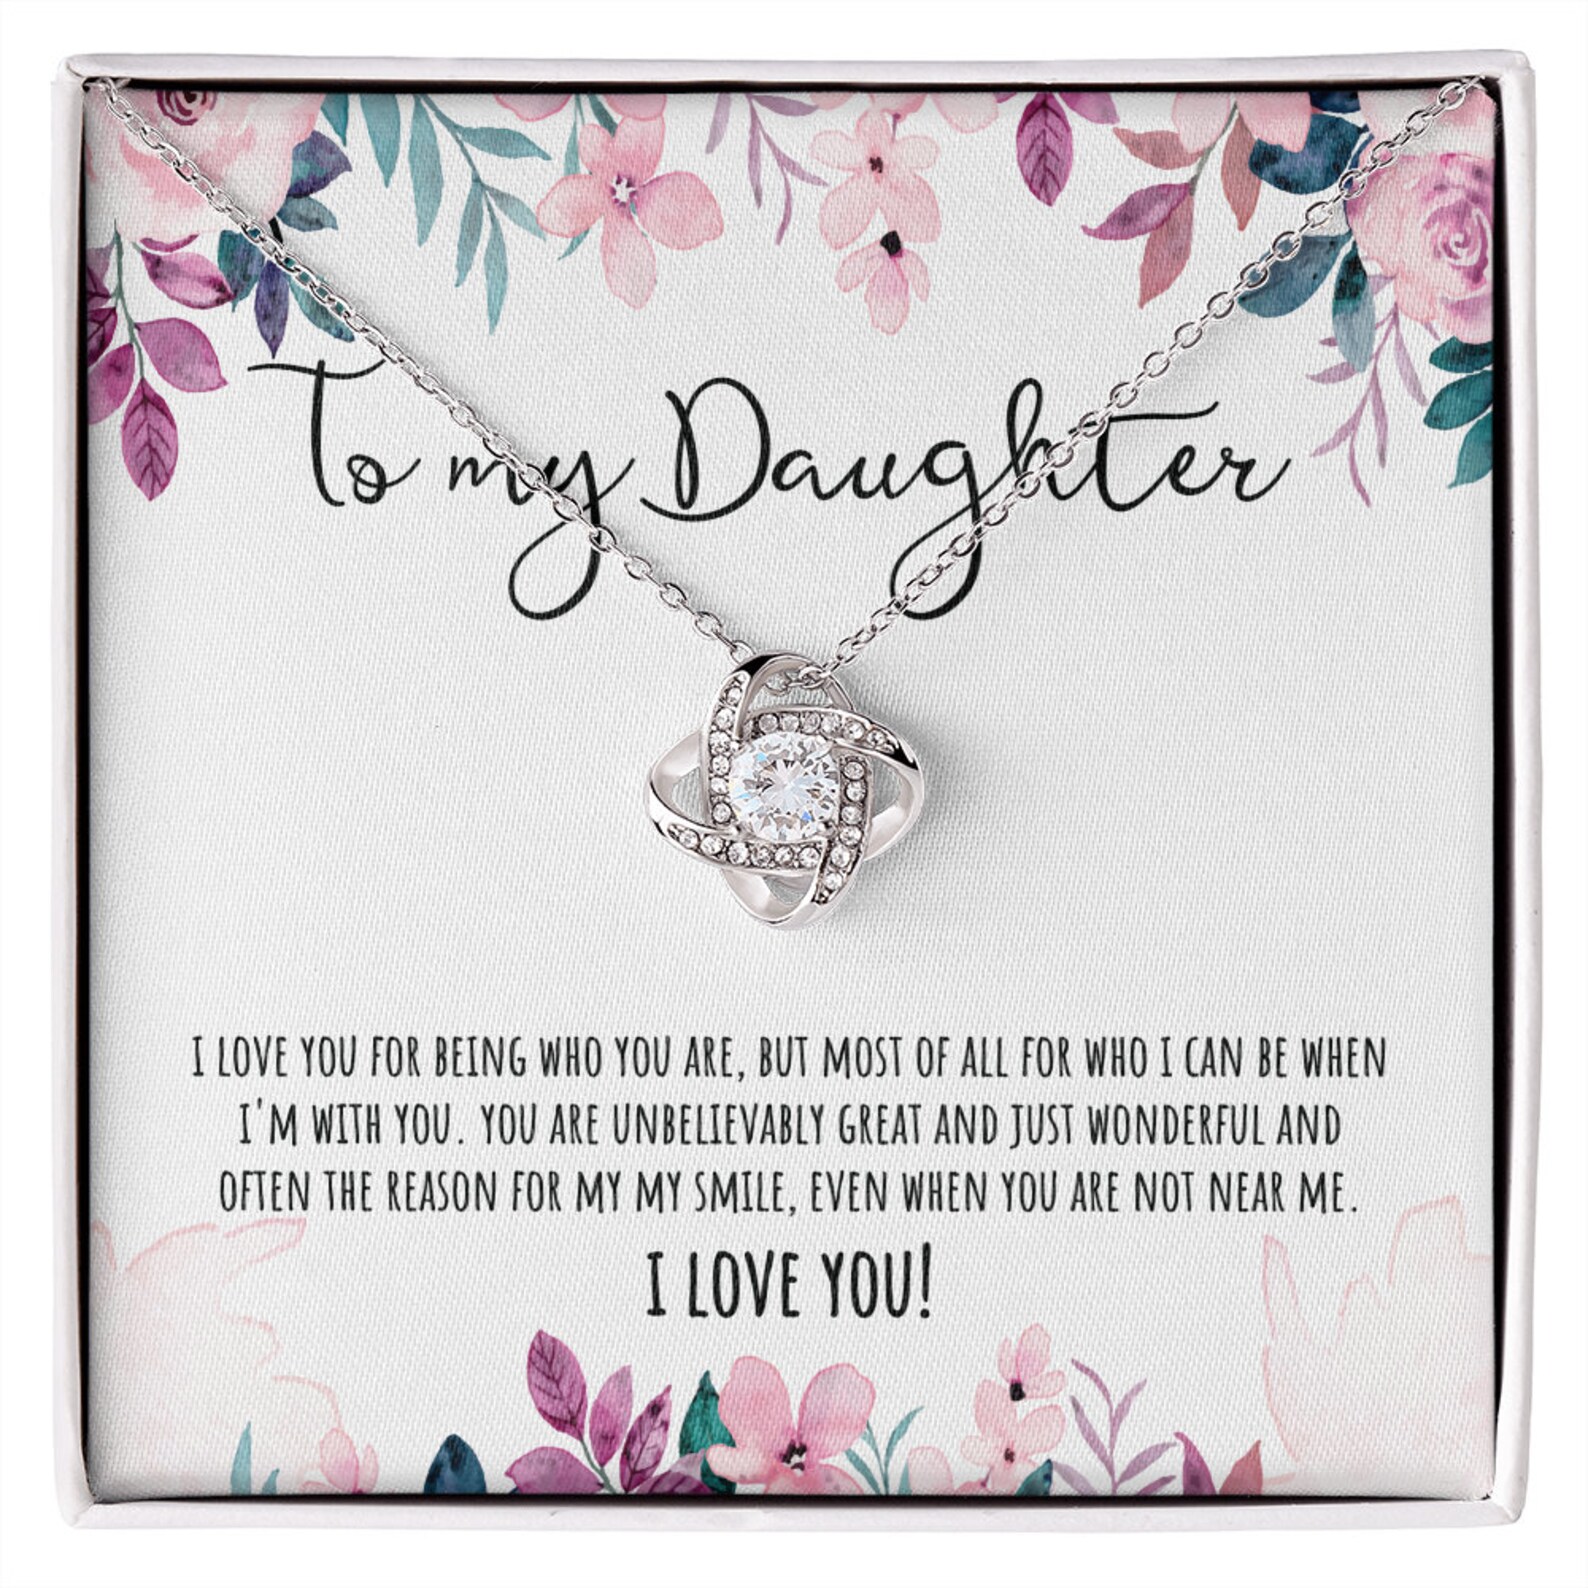 To my Daughter
I LOVE YOU FOR BEING WHO YOU ARE, BUT MOST OF ALL FOR WHO I CAN BE WHEN
I'M WITH YOU. YOU ARE UNBELIEVABLY GREAT AND JUST WONDERFUL AND
OFTEN THE REASON FOR MY MY SMILE, EVEN WHEN YOU ARE NOT NEAR ME.
I LOVE YOU!